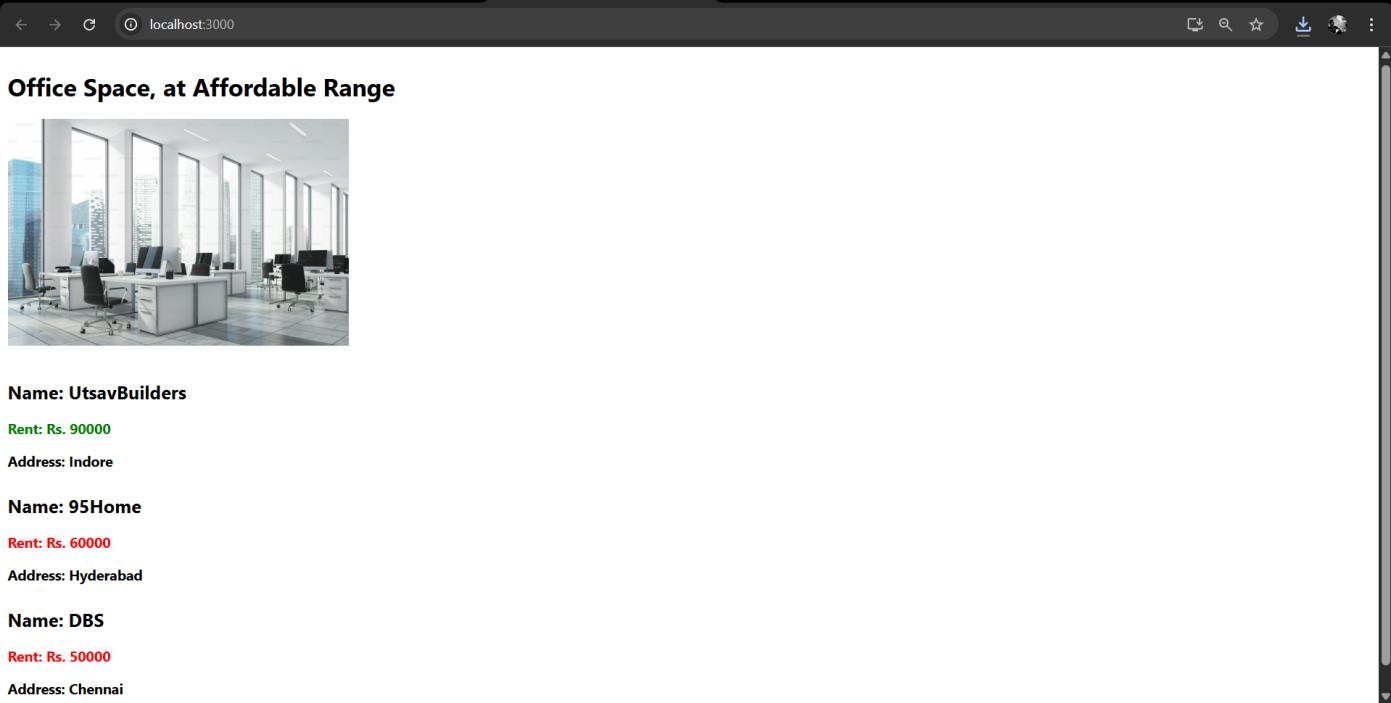 localhost:3000
Office Space, at Affordable Range
Name: UtsavBuilders
Rent: Rs. 90000
Address: Indore
Name: 95Home
Rent: Rs. 60000
Address: Hyderabad
Name: DBS
Rent: Rs. 50000
Address: Chennai